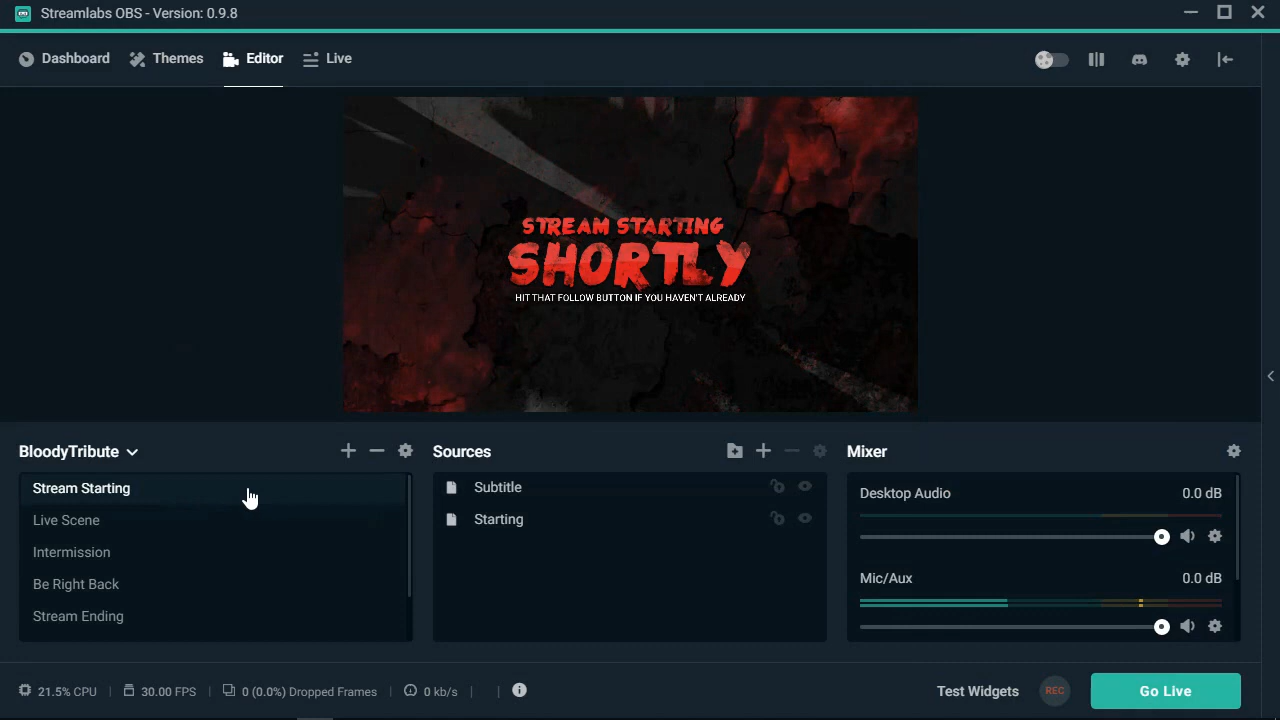 Streamlabs OBS - Version: 0.9.8
Dashboard
Themes
Editor
Live
STREAM STARTING
SHORTLY
HIT THAT FOLLOW BUTTON IF YOU HAVEN'T ALREADY
BloodyTribute
Stream Starting
Live Scene
Intermission
Be Right Back
Stream Ending
Sources
Subtitle
Starting
Mixer
Desktop Audio 0.0 dB
Mic/Aux 0.0 dB
21.5% CPU
30.00 FPS
0 (0.0%) Dropped Frames
0 kb/s
Test Widgets
REC
Go Live